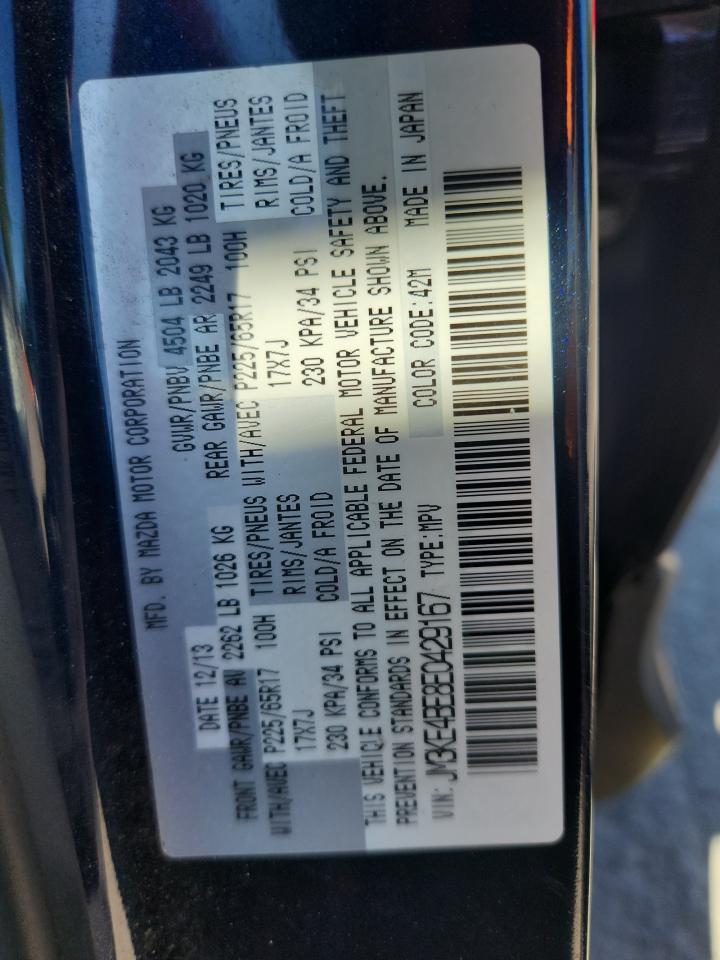 MFD. BY MAZDA MOTOR CORPORATION
DATE 12/13 GVWR/PNBV 4504 LB 2043 KG
FRONT GAWR/PNBE AV 2262 LB 1026 KG REAR GAWR/PNBE AR 2249 LB 1020 KG
WITH/AVEC P225/65R17 100H TIRES/PNEUS WITH/AVEC P225/65R17 100H TIRES/PNEUS
17X7J RIMS/JANTES 17X7J RIMS/JANTES
230 KPA/34 PSI COLD/A FROID 230 KPA/34 PSI COLD/A FROID
THIS VEHICLE CONFORMS TO ALL APPLICABLE FEDERAL MOTOR VEHICLE SAFETY AND THEFT
PREVENTION STANDARDS IN EFFECT ON THE DATE OF MANUFACTURE SHOWN ABOVE.
VIN: JM3KE4BE8E0429167 TYPE:MPV COLOR CODE:42M MADE IN JAPAN